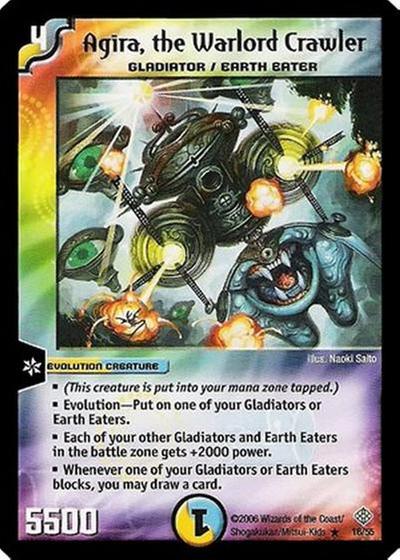 4
Agira, the Warlord Crawler
GLADIATOR / EARTH EATER
Illus. Naoki Saito
EVOLUTION CREATURE
▪ (This creature is put into your mana zone tapped.)
▪ Evolution—Put on one of your Gladiators or
Earth Eaters.
▪ Each of your other Gladiators and Earth Eaters
in the battle zone gets +2000 power.
▪ Whenever one of your Gladiators or Earth Eaters
blocks, you may draw a card.
5500
1
©2006 Wizards of the Coast/
Shogakukan/Mitsui-Kids ★ 18/55